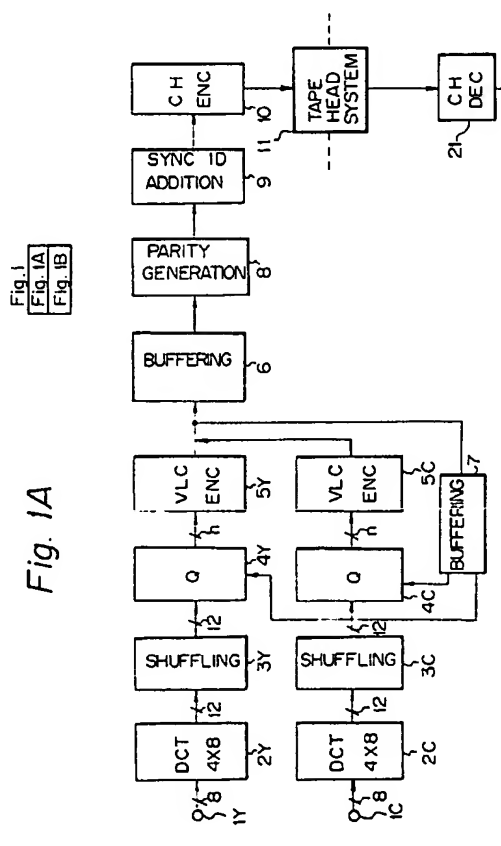 Fig. 1A
Fig. 1
Fig. 1A
Fig. 1B
1Y
8
DCT
4X8
2Y
12
SHUFFLING
3Y
12
Q
4Y
n
VLC
ENC
5Y
BUFFERING
6
PARITY
GENERATION
8
SYNC ID
ADDITION
9
CH
ENC
10
TAPE
HEAD
SYSTEM
11
CH
DEC
21
1C
8
DCT
4X8
2C
12
SHUFFLING
3C
12
Q
4C
n
VLC
ENC
5C
BUFFERING
7